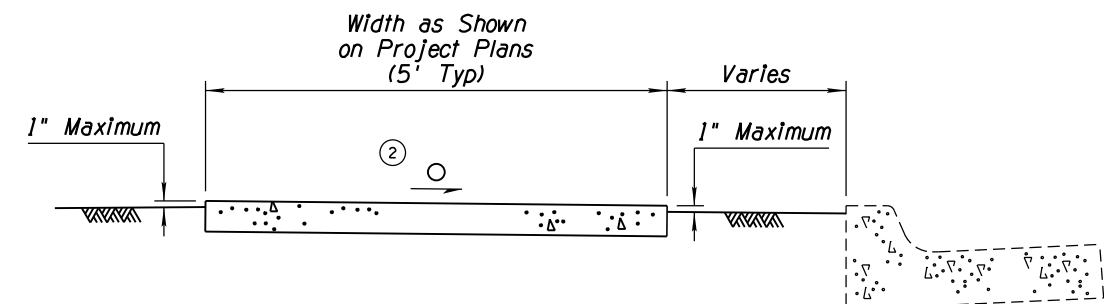 Width as Shown
on Project Plans
(5' Typ)
Varies
1" Maximum
1" Maximum
2